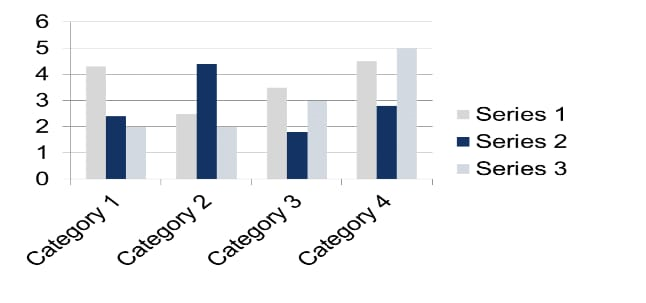 6
5
4
3
2
1
0
Category 1
Category 2
Category 3
Category 4
Series 1
Series 2
Series 3